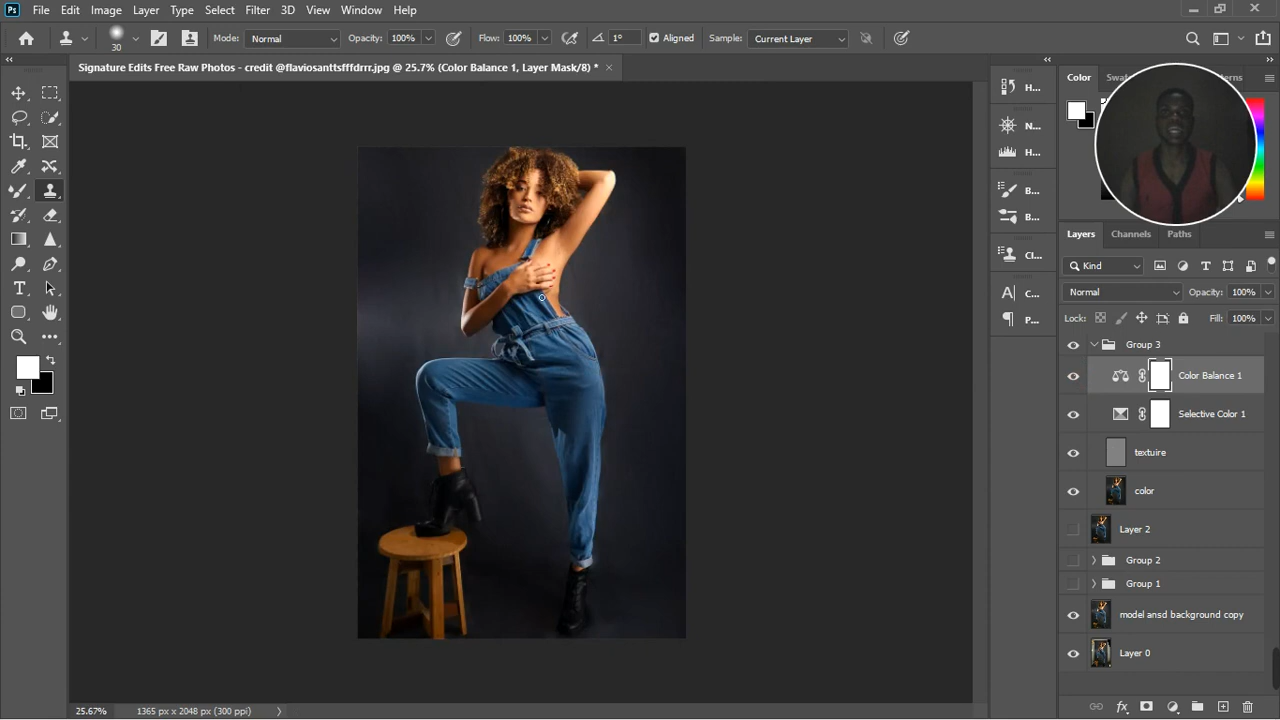 Ps File Edit Image Layer Type Select Filter 3D View Window Help
30 Mode: Normal Opacity: 100% Flow: 100% 1° Aligned Sample: Current Layer
Signature Edits Free Raw Photos - credit @flaviosanttsfffdrrr.jpg @ 25.7% (Color Balance 1, Layer Mask/8) *
H...
N...
H...
B...
B...
Cl...
C...
P...
Color
Layers Channels Paths
Kind
Normal Opacity: 100%
Lock: Fill: 100%
Group 3
Color Balance 1
Selective Color 1
textuire
color
Layer 2
Group 2
Group 1
model ansd background copy
Layer 0
25.67% 1365 px x 2048 px (300 ppi)